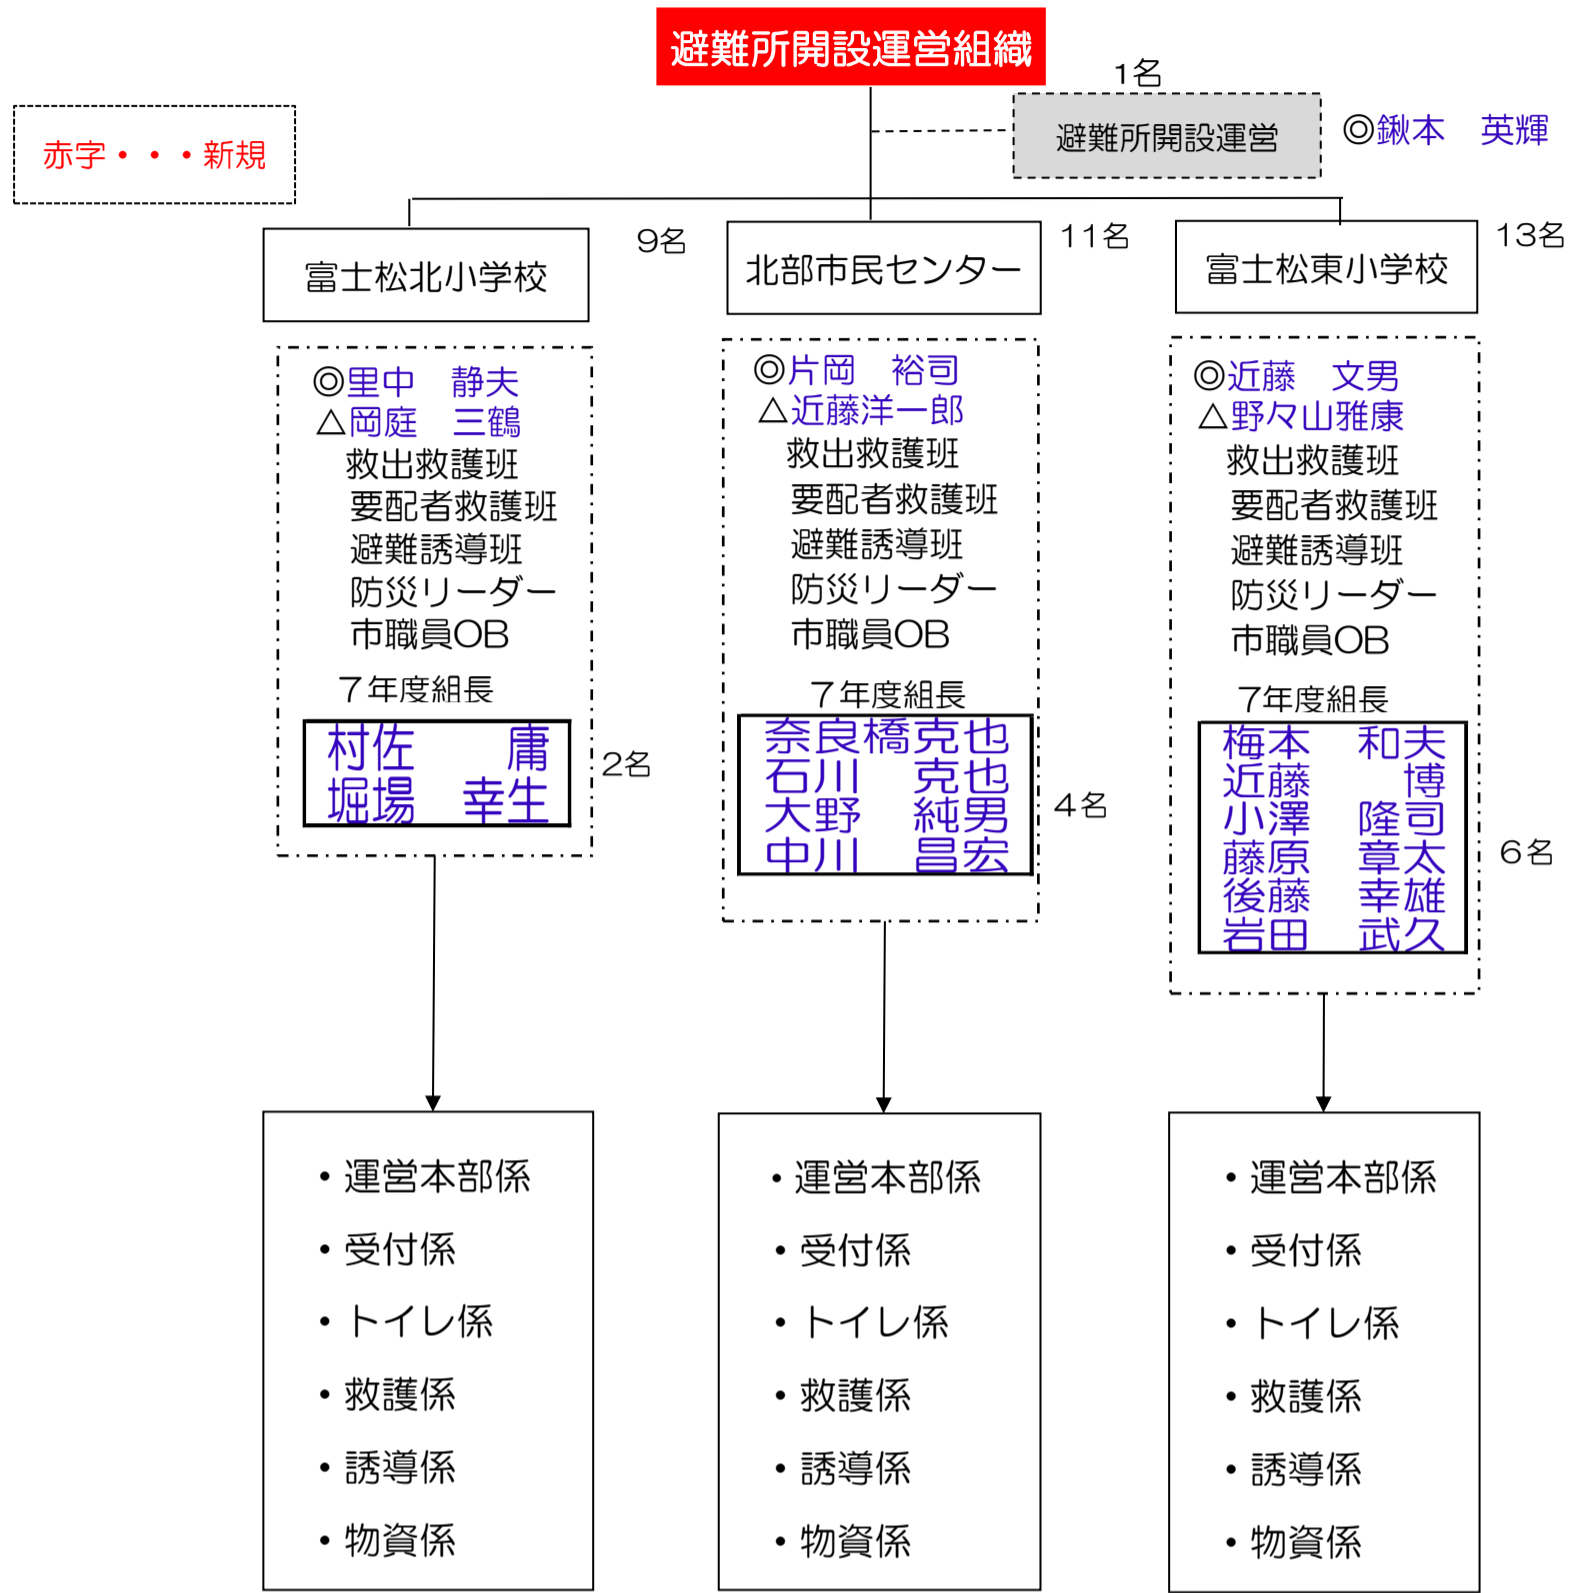 避難所開設運営組織
1名
赤字・・・新規
避難所開設運営
◎鍬本　英輝
富士松北小学校
9名
北部市民センター
11名
富士松東小学校
13名
◎里中　静夫
△岡庭　三鶴
救出救護班
要配者救護班
避難誘導班
防災リーダー
市職員OB
7年度組長
村佐　　庸
堀場　幸生
2名
◎片岡　裕司
△近藤洋一郎
救出救護班
要配者救護班
避難誘導班
防災リーダー
市職員OB
7年度組長
奈良橋克也
石川　克也
大野　純男
中川　昌宏
4名
◎近藤　文男
△野々山雅康
救出救護班
要配者救護班
避難誘導班
防災リーダー
市職員OB
7年度組長
梅本　和夫
近藤　　博
小澤　隆司
藤原　章太
後藤　幸雄
岩田　武久
6名
・運営本部係
・受付係
・トイレ係
・救護係
・誘導係
・物資係
・運営本部係
・受付係
・トイレ係
・救護係
・誘導係
・物資係
・運営本部係
・受付係
・トイレ係
・救護係
・誘導係
・物資係